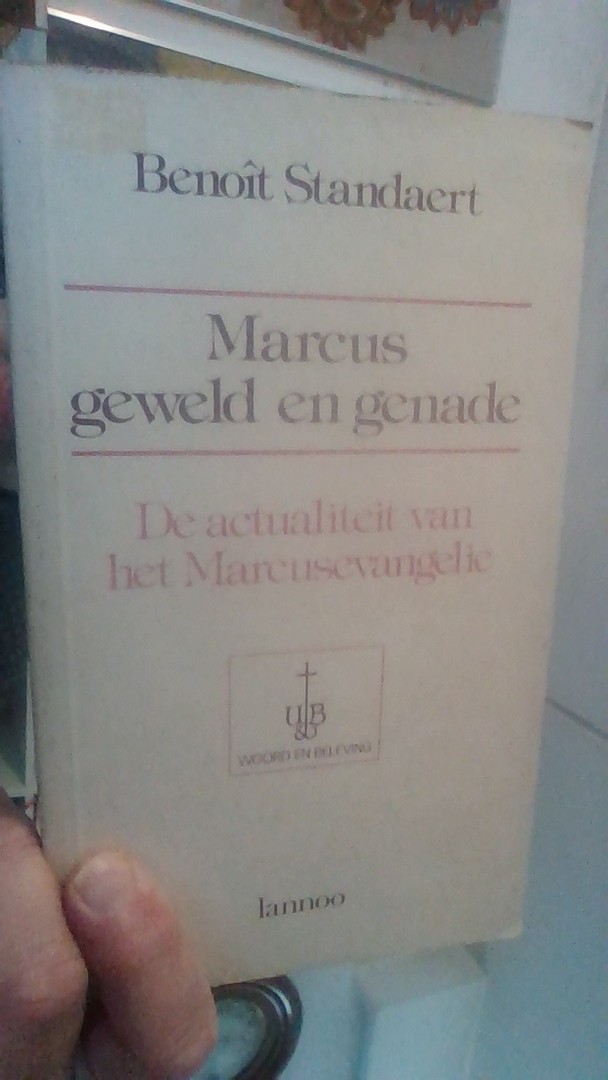 Benoît Standaert
Marcus
geweld en genade
De actualiteit van
het Marcusevangelie
W B
&
WOORD EN BELEVING
lannoo